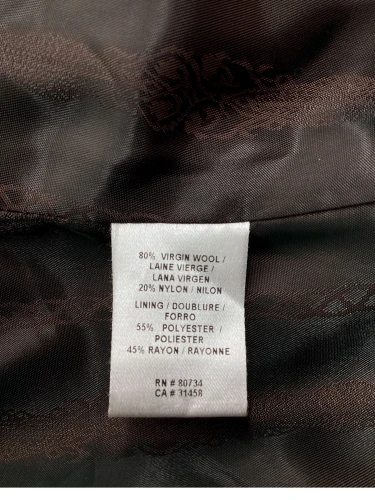 80% VIRGIN WOOL /
LAINE VIERGE /
LANA VIRGEN
20% NYLON / NILON
LINING / DOUBLURE /
FORRO
55% POLYESTER /
POLIESTER
45% RAYON / RAYONNE
RN # 80734
CA # 31458